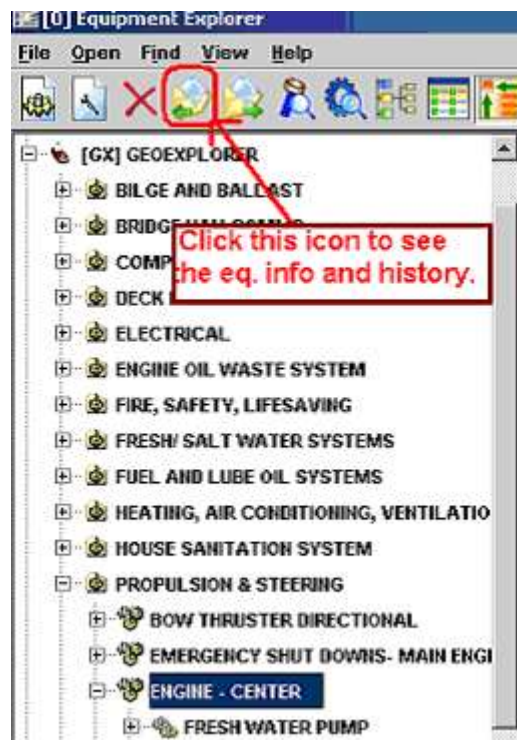 [0] Equipment Explorer
File Open Find View Help
[GX] GEOEXPLORER
BILGE AND BALLAST
BRIDGE
Click this icon to see
the eq. info and history.
COMP
DECK
ELECTRICAL
ENGINE OIL WASTE SYSTEM
FIRE, SAFETY, LIFESAVING
FRESH/ SALT WATER SYSTEMS
FUEL AND LUBE OIL SYSTEMS
HEATING, AIR CONDITIONING, VENTILATIO
HOUSE SANITATION SYSTEM
PROPULSION & STEERING
BOW THRUSTER DIRECTIONAL
EMERGENCY SHUT DOWNS- MAIN ENGI
ENGINE - CENTER
FRESH WATER PUMP